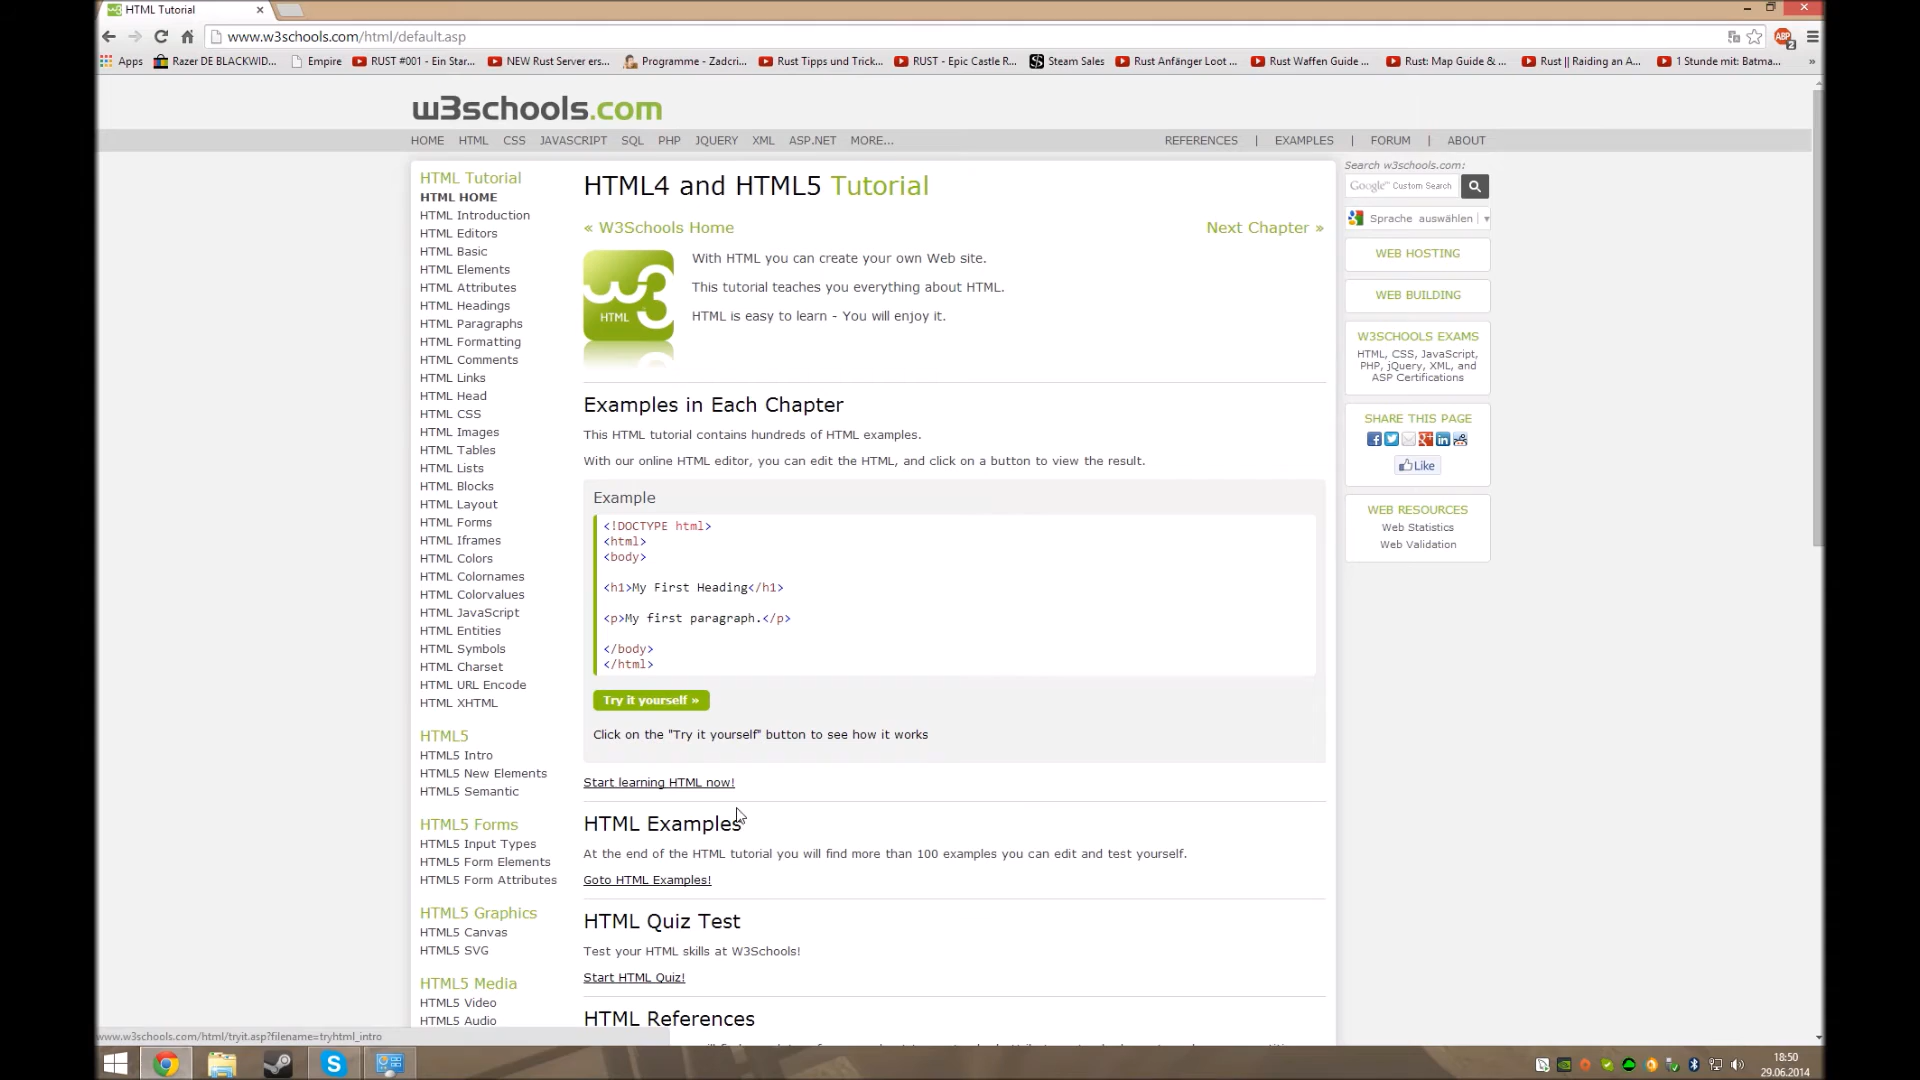 HTML Tutorial
www.w3schools.com/html/default.asp
Apps
Razer DE BLACKWID...
Empire
RUST #001 - Ein Star...
NEW Rust Server ers...
Programme - Zadcri...
Rust Tipps und Trick...
RUST - Epic Castle R...
Steam Sales
Rust Anfänger Loot ...
Rust Waffen Guide ...
Rust: Map Guide & ...
Rust || Raiding an A...
1 Stunde mit: Batma...
w3schools.com
HOME HTML CSS JAVASCRIPT SQL PHP JQUERY XML ASP.NET MORE...
REFERENCES | EXAMPLES | FORUM | ABOUT
HTML Tutorial
HTML HOME
HTML Introduction
HTML Editors
HTML Basic
HTML Elements
HTML Attributes
HTML Headings
HTML Paragraphs
HTML Formatting
HTML Comments
HTML Links
HTML Head
HTML CSS
HTML Images
HTML Tables
HTML Lists
HTML Blocks
HTML Layout
HTML Forms
HTML Iframes
HTML Colors
HTML Colornames
HTML Colorvalues
HTML JavaScript
HTML Entities
HTML Symbols
HTML Charset
HTML URL Encode
HTML XHTML
HTML5
HTML5 Intro
HTML5 New Elements
HTML5 Semantic
HTML5 Forms
HTML5 Input Types
HTML5 Form Elements
HTML5 Form Attributes
HTML5 Graphics
HTML5 Canvas
HTML5 SVG
HTML5 Media
HTML5 Video
HTML5 Audio
HTML4 and HTML5 Tutorial
« W3Schools Home
Next Chapter »
w3
HTML
With HTML you can create your own Web site.
This tutorial teaches you everything about HTML.
HTML is easy to learn - You will enjoy it.
Examples in Each Chapter
This HTML tutorial contains hundreds of HTML examples.
With our online HTML editor, you can edit the HTML, and click on a button to view the result.
Example
<!DOCTYPE html>
<html>
<body>
<h1>My First Heading</h1>
<p>My first paragraph.</p>
</body>
</html>
Try it yourself »
Click on the "Try it yourself" button to see how it works
Start learning HTML now!
HTML Examples
At the end of the HTML tutorial you will find more than 100 examples you can edit and test yourself.
Goto HTML Examples!
HTML Quiz Test
Test your HTML skills at W3Schools!
Start HTML Quiz!
HTML References
Search w3schools.com:
Google™ Custom Search
Sprache auswählen
WEB HOSTING
WEB BUILDING
W3SCHOOLS EXAMS
HTML, CSS, JavaScript,
PHP, jQuery, XML, and
ASP Certifications
SHARE THIS PAGE
Like
WEB RESOURCES
Web Statistics
Web Validation
www.w3schools.com/html/tryit.asp?filename=tryhtml_intro
18:50
29.06.2014